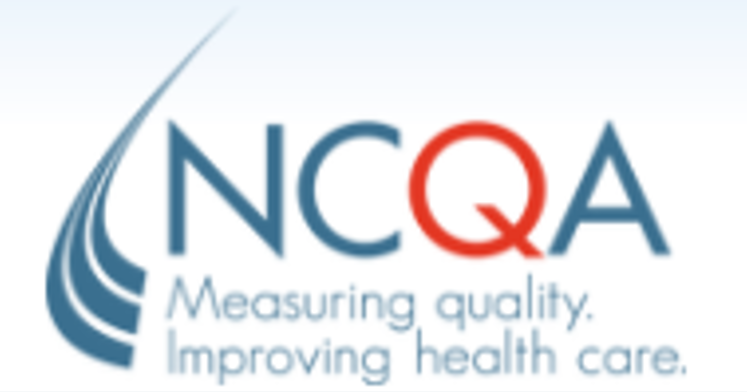 NCQA
Measuring quality.
Improving health care.